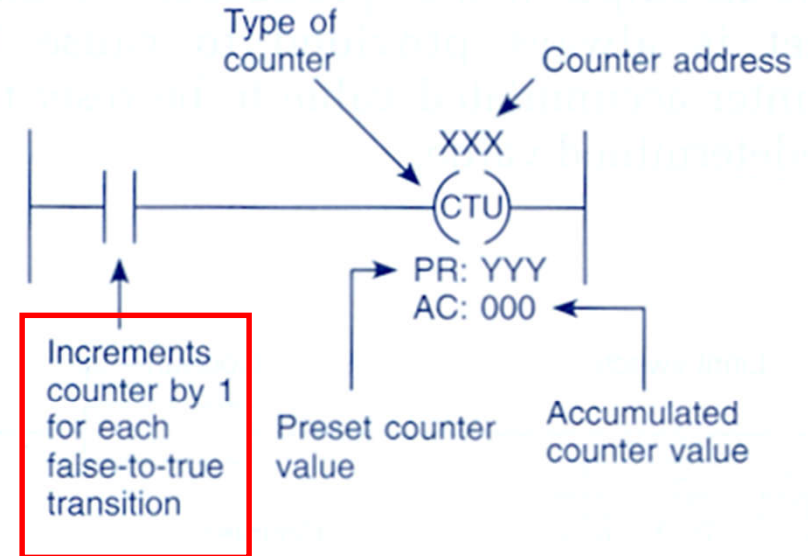 Type of
counter
Counter address
XXX
CTU
PR: YYY
AC: 000
Increments
counter by 1
for each
false-to-true
transition
Preset counter
value
Accumulated
counter value